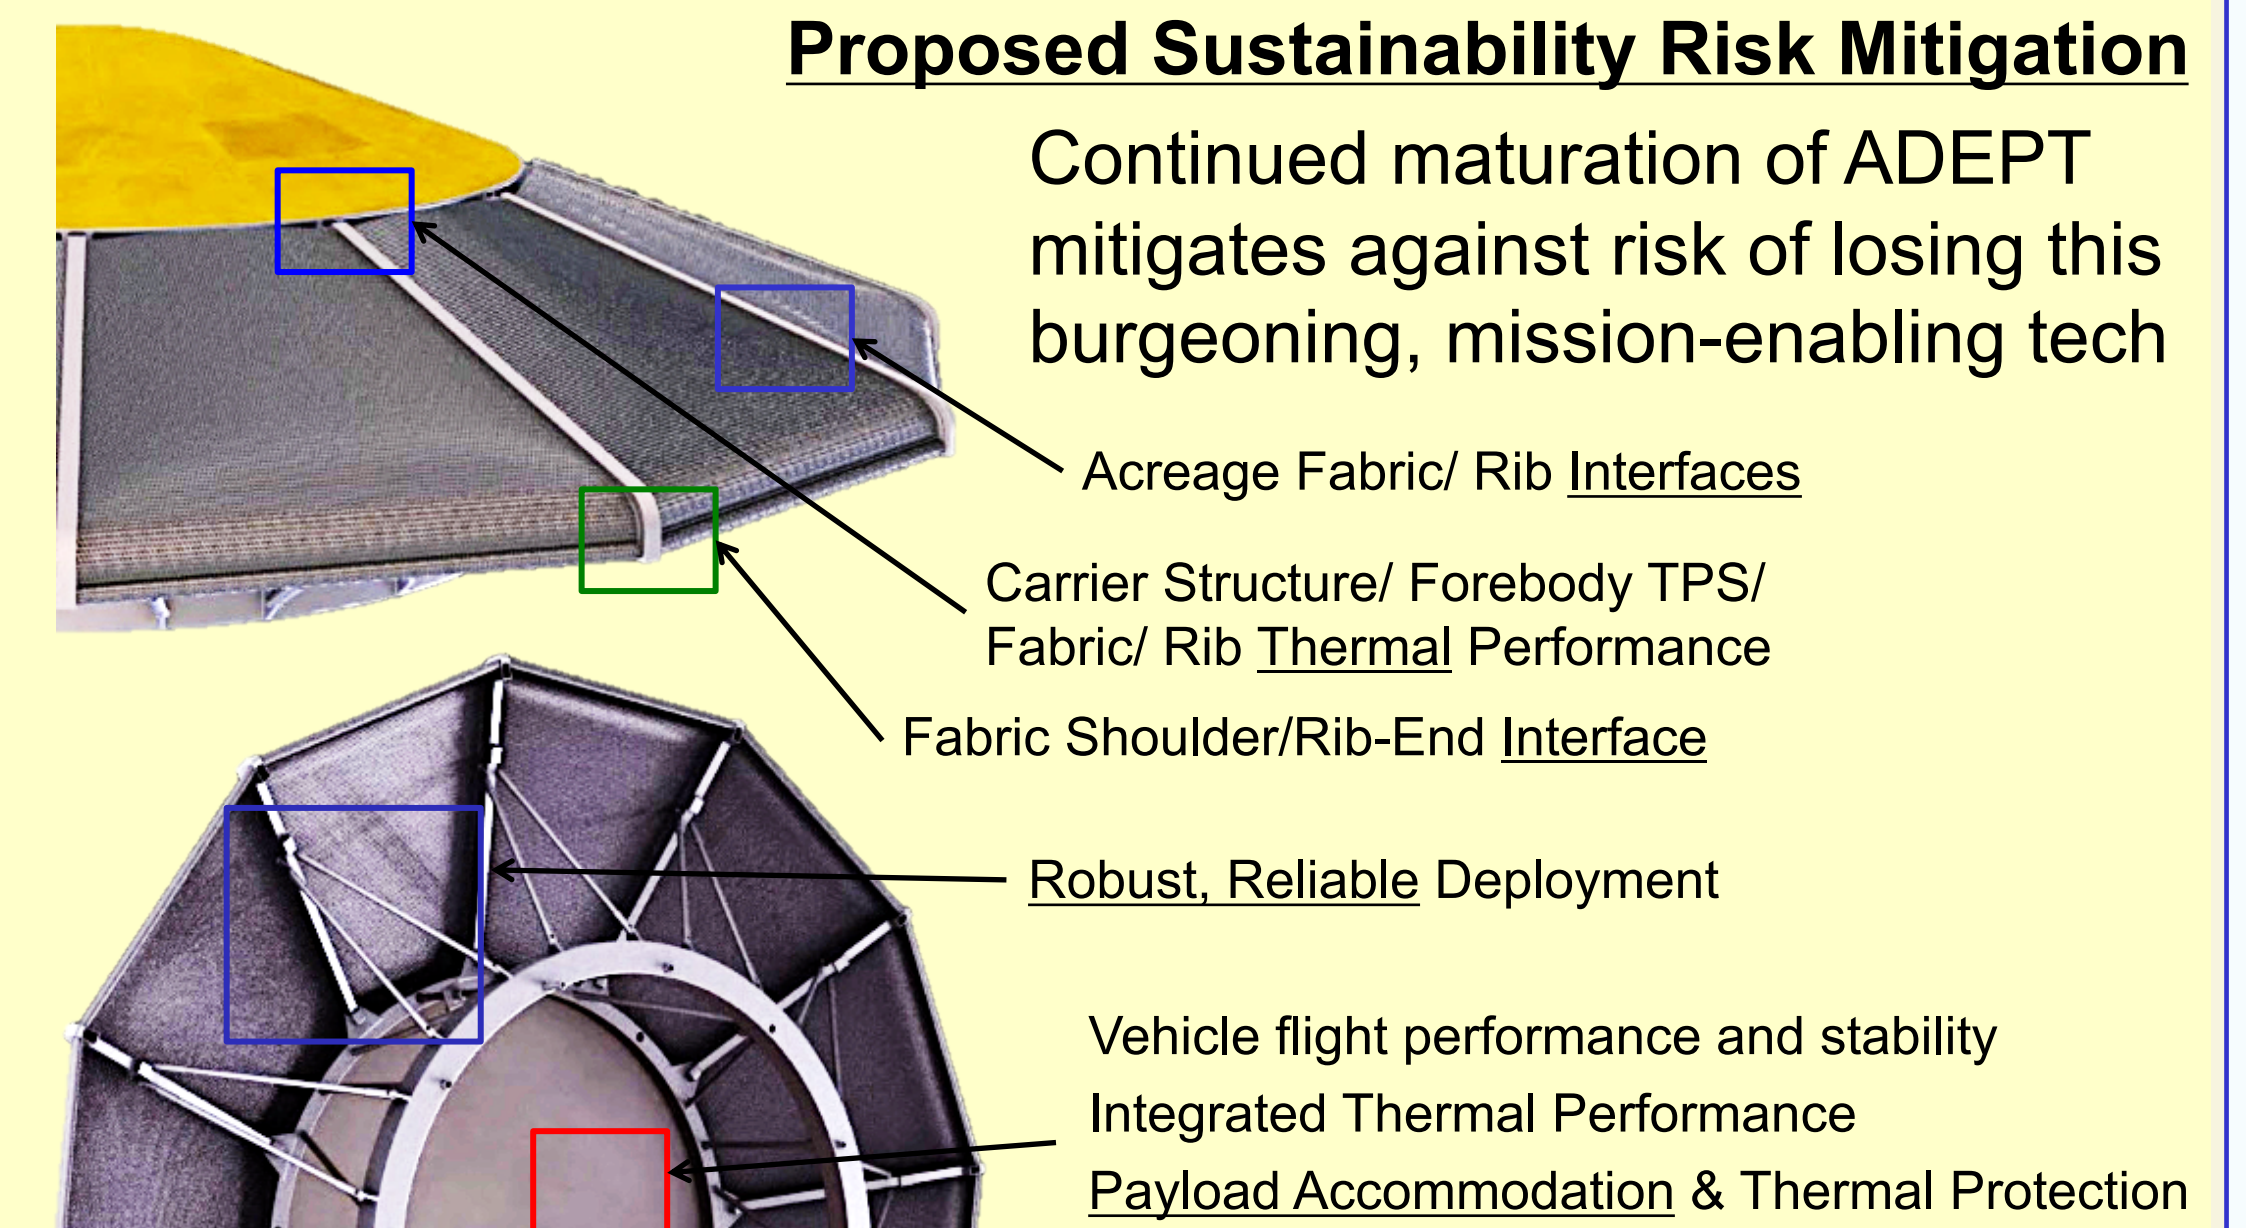 Proposed Sustainability Risk Mitigation
Continued maturation of ADEPT
mitigates against risk of losing this
burgeoning, mission-enabling tech
Acreage Fabric/ Rib Interfaces
Carrier Structure/ Forebody TPS/
Fabric/ Rib Thermal Performance
Fabric Shoulder/Rib-End Interface
Robust, Reliable Deployment
Vehicle flight performance and stability
Integrated Thermal Performance
Payload Accommodation & Thermal Protection